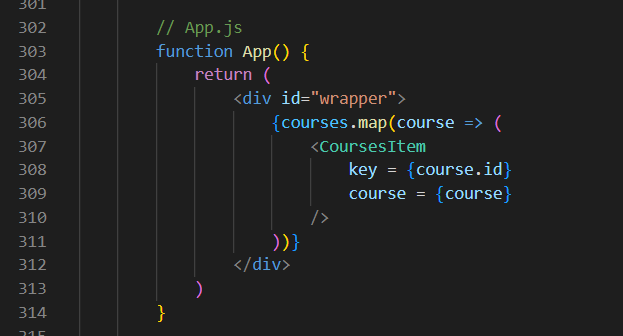 301
302 // App.js
303 function App() {
304 return (
305 <div id="wrapper">
306 {courses.map(course => (
307 <CoursesItem
308 key = {course.id}
309 course = {course}
310 />
311 ))}
312 </div>
313 )
314 }
315